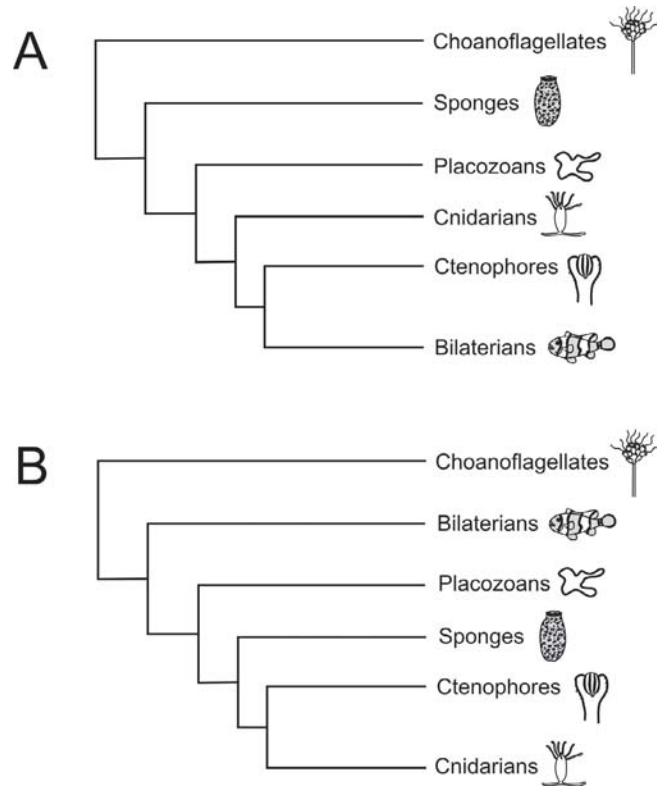 A
Choanoflagellates
Sponges
Placozoans
Cnidarians
Ctenophores
Bilaterians
B
Choanoflagellates
Bilaterians
Placozoans
Sponges
Ctenophores
Cnidarians